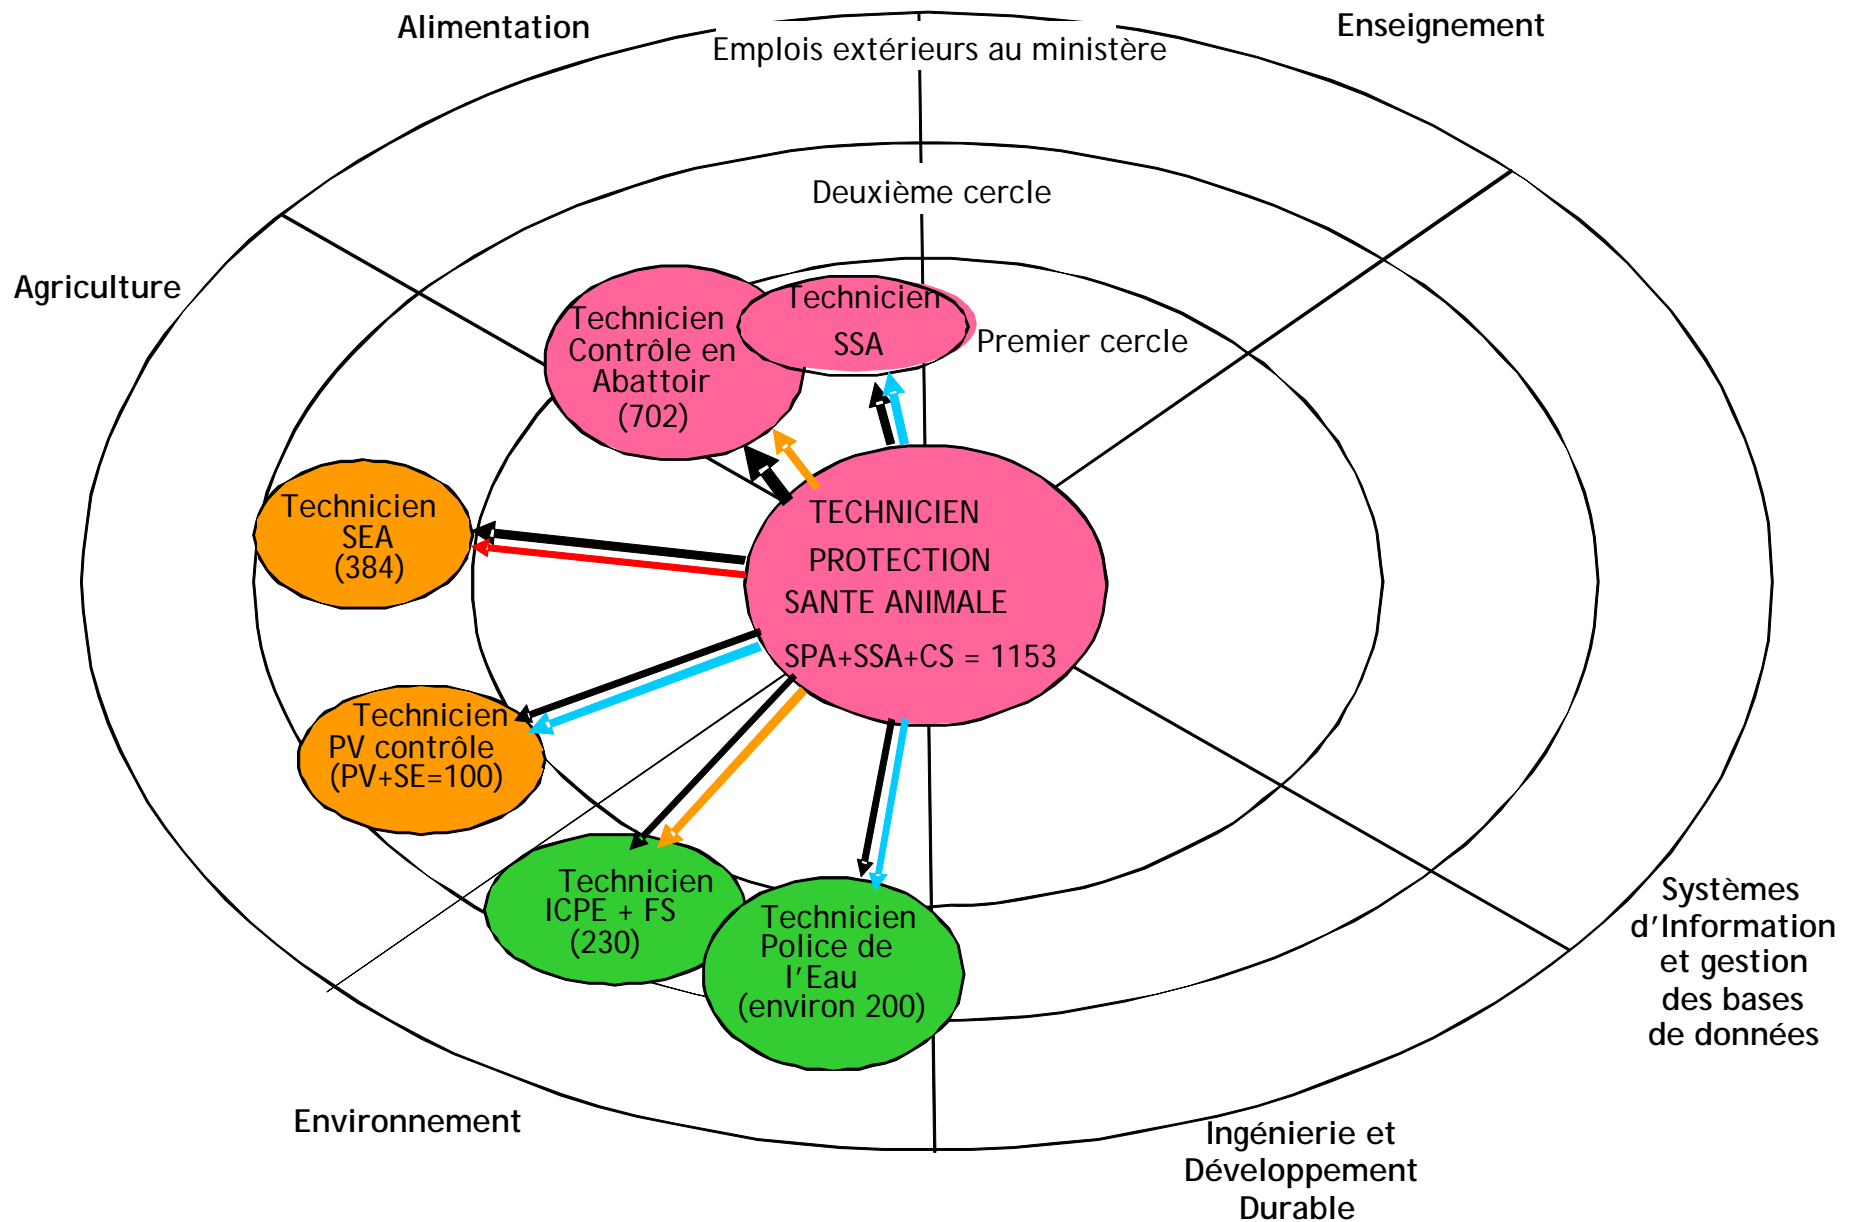 Alimentation
Enseignement
Emplois extérieurs au ministère
Deuxième cercle
Agriculture
Technicien
SSA
Technicien
Contrôle en
Abattoir
(702)
Premier cercle
Technicien
SEA
(384)
TECHNICIEN
PROTECTION
SANTE ANIMALE
SPA+SSA+CS = 1153
Technicien
PV contrôle
(PV+SE=100)
Technicien
ICPE + FS
(230)
Technicien
Police de
l'Eau
(environ 200)
Systèmes
d'Information
et gestion
des bases
de données
Environnement
Ingénierie et
Développement
Durable